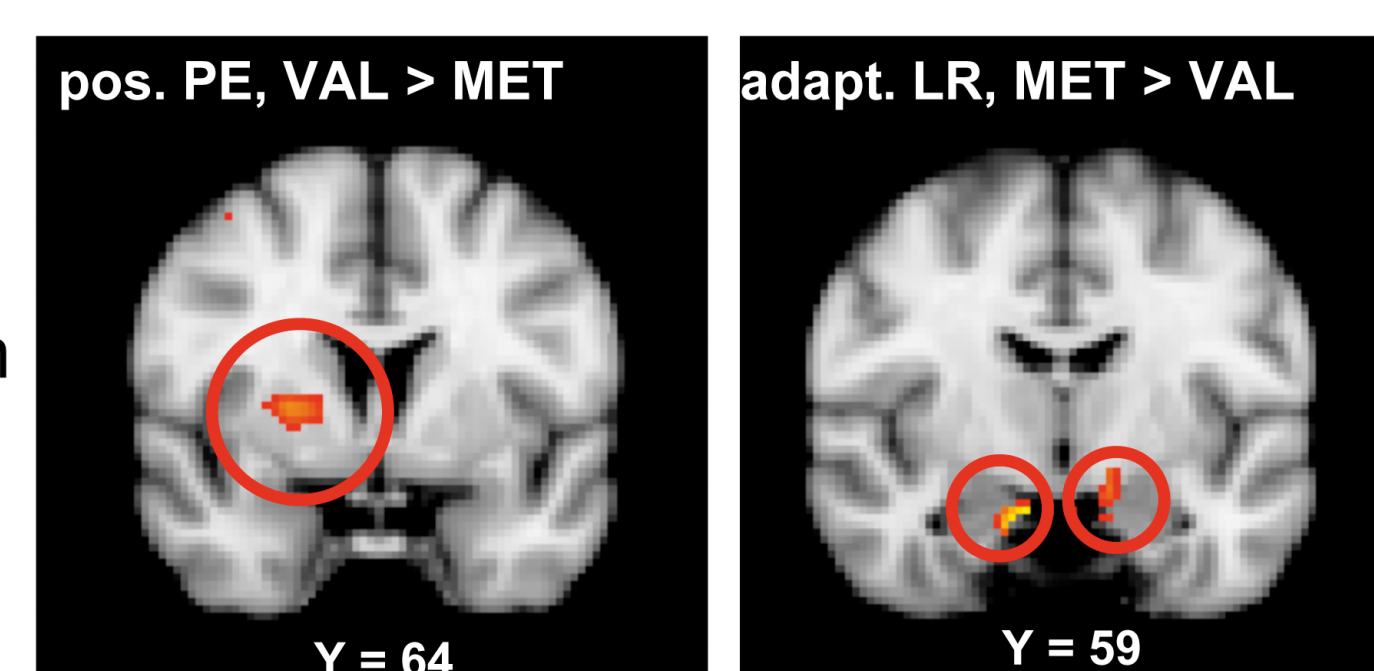 pos. PE, VAL > MET
adapt. LR, MET > VAL
Y = 64
Y = 59